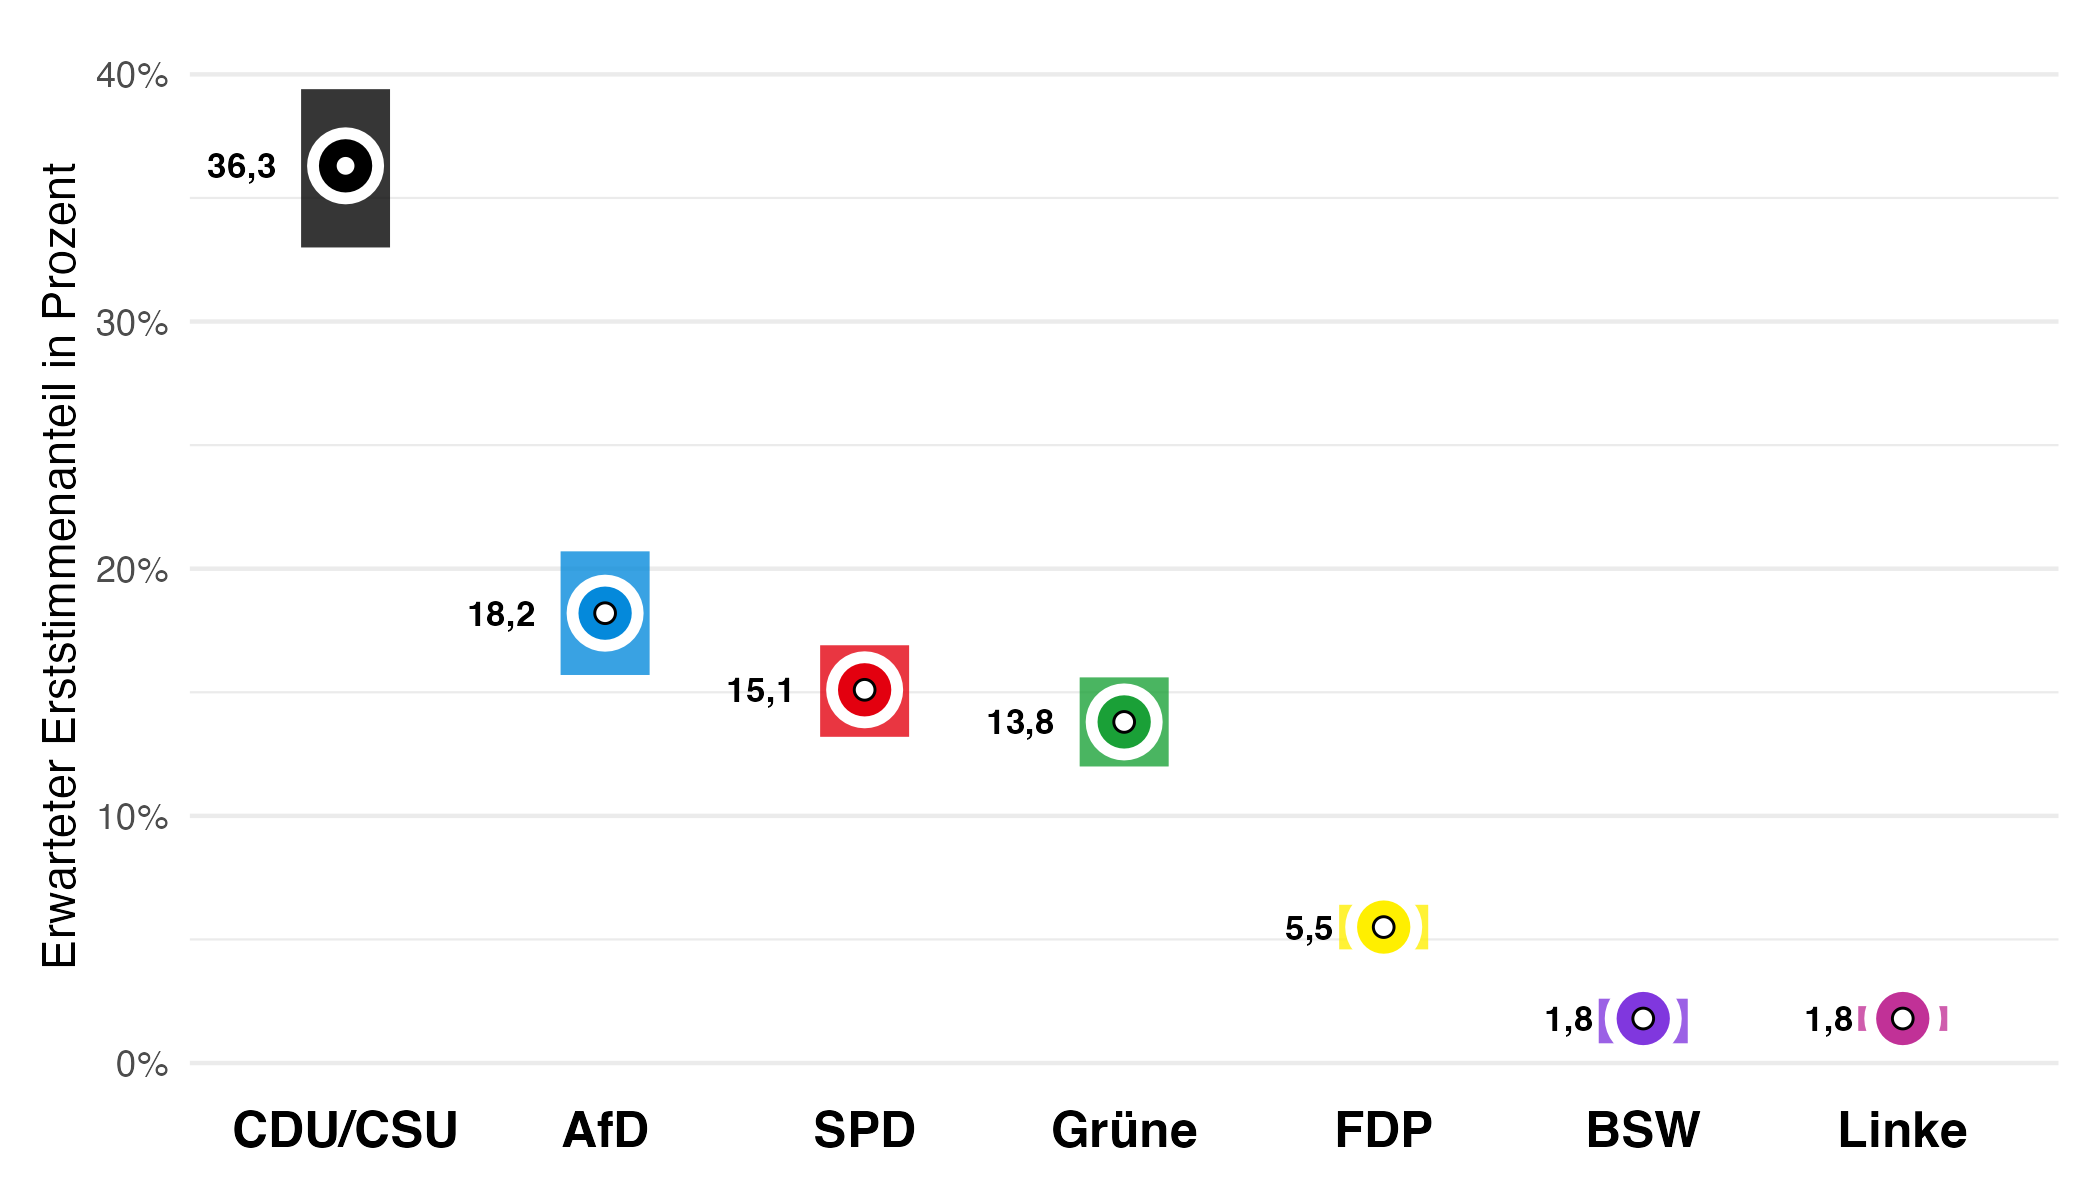 Erwarteter Erststimmenanteil in Prozent
40%
30%
20%
10%
0%
36,3
18,2
15,1
13,8
5,5
1,8
1,8
CDU/CSU
AfD
SPD
Grüne
FDP
BSW
Linke